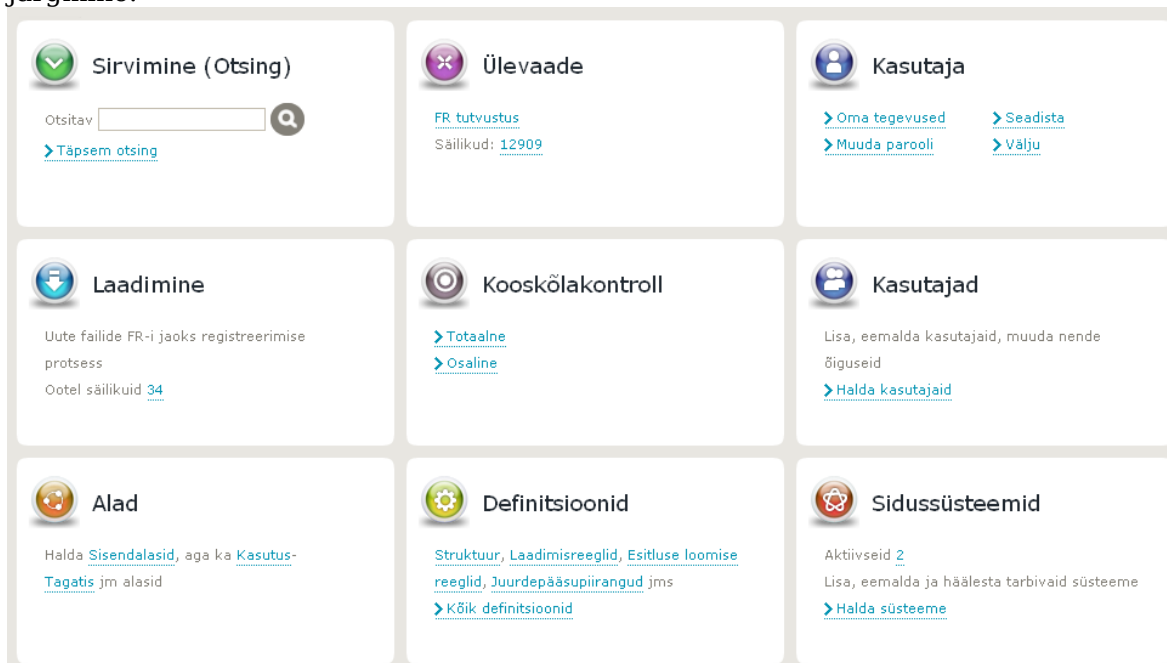 järgmine:
Sirvimine (Otsing)
Otsitav
Täpsem otsing
Ülevaade
FR tutvustus
Säilikud: 12909
Kasutaja
Oma tegevused
Seadista
Muuda parooli
Välju
Laadimine
Uute failide FR-i jaoks registreerimise
protsess
Ootel säilikuid 34
Kooskõlakontroll
Totaalne
Osaline
Kasutajad
Lisa, eemalda kasutajaid, muuda nende
õiguseid
Halda kasutajaid
Alad
Halda Sisendalasid, aga ka Kasutus-
Tagatis jm alasid
Definitsioonid
Struktuur, Laadimisreeglid, Esitluse loomise
reeglid, Juurdepääsupiirangud jms
Kõik definitsioonid
Sidussüsteemid
Aktiivseid 2
Lisa, eemalda ja häälesta tarbivaid süsteeme
Halda süsteeme